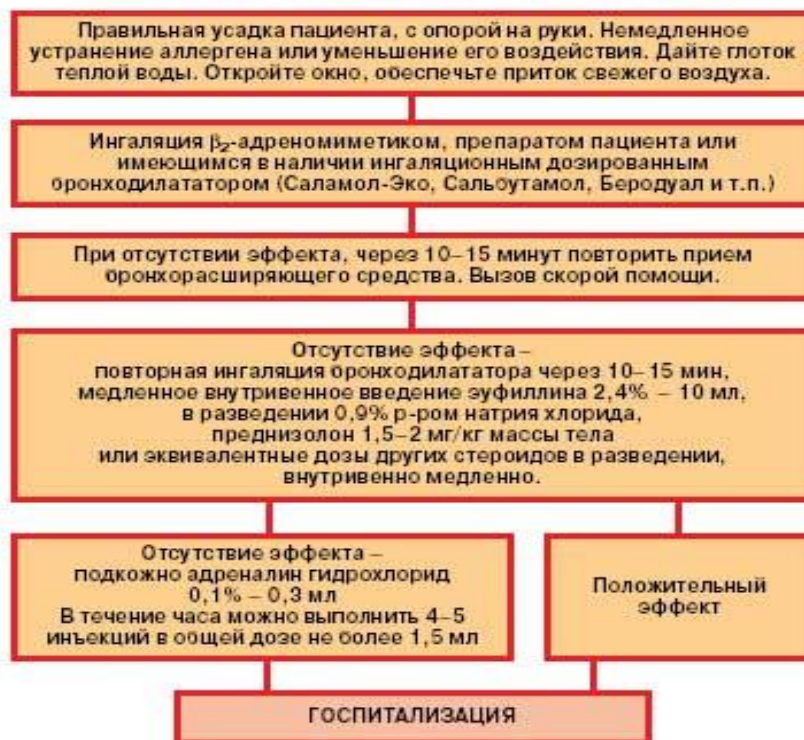 Правильная усадка пациента, с опорой на руки. Немедленное
устранение аллергена или уменьшение его воздействия. Дайте глоток
теплой воды. Откройте окно, обеспечьте приток свежего воздуха.
Ингаляция β₂-адреномиметиком, препаратом пациента или
имеющимся в наличии ингаляционным дозированным
бронходилататором (Саламол-Эко, Сальбутамол, Беродуал и т.п.)
При отсутствии эффекта, через 10–15 минут повторить прием
бронхорасширяющего средства. Вызов скорой помощи.
Отсутствие эффекта –
повторная ингаляция бронходилататора через 10–15 мин,
медленное внутривенное введение эуфиллина 2,4% – 10 мл,
в разведении 0,9% р-ром натрия хлорида,
преднизолон 1,5–2 мг/кг массы тела
или эквивалентные дозы других стероидов в разведении,
внутривенно медленно.
Отсутствие эффекта –
подкожно адреналин гидрохлорид
0,1% – 0,3 мл
В течение часа можно выполнить 4–5
инъекций в общей дозе не более 1,5 мл
Положительный
эффект
ГОСПИТАЛИЗАЦИЯ